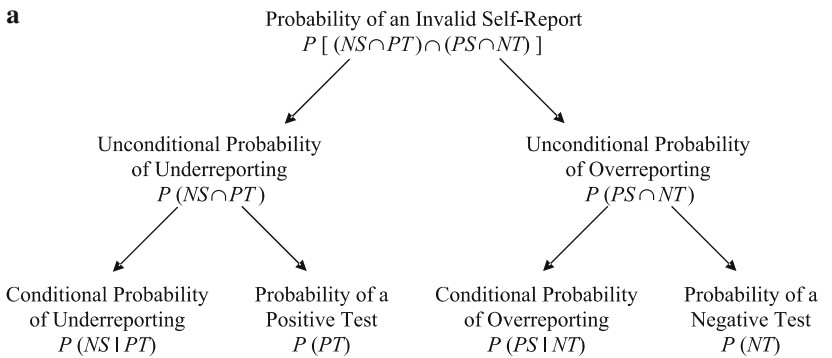 a
Probability of an Invalid Self-Report
P [ (NS∩PT)∩(PS∩NT) ]
Unconditional Probability
of Underreporting
P (NS∩PT)
Unconditional Probability
of Overreporting
P (PS∩NT)
Conditional Probability
of Underreporting
P (NS | PT)
Probability of a
Positive Test
P (PT)
Conditional Probability
of Overreporting
P (PS | NT)
Probability of a
Negative Test
P (NT)